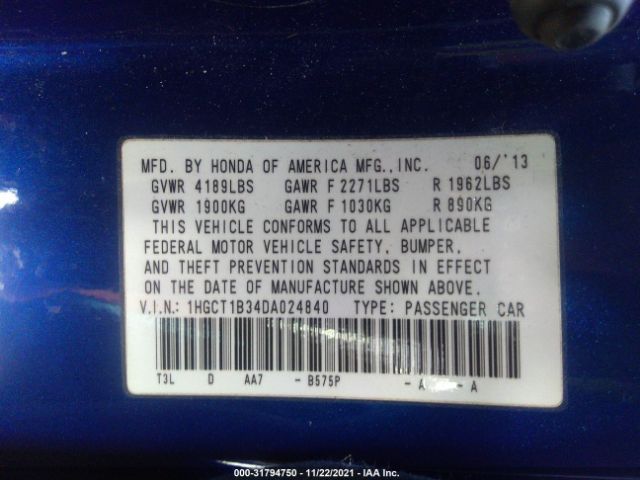 MFD. BY HONDA OF AMERICA MFG., INC. 06/'13
GVWR 4189LBS GAWR F 2271LBS R 1962LBS
GVWR 1900KG GAWR F 1030KG R 890KG
THIS VEHICLE CONFORMS TO ALL APPLICABLE
FEDERAL MOTOR VEHICLE SAFETY, BUMPER,
AND THEFT PREVENTION STANDARDS IN EFFECT
ON THE DATE OF MANUFACTURE SHOWN ABOVE.
V.I.N.: 1HGCT1B34DA024840 TYPE: PASSENGER CAR
T3L D AA7 - B575P - A - A
000-31794750 - 11/22/2021 - IAA Inc.